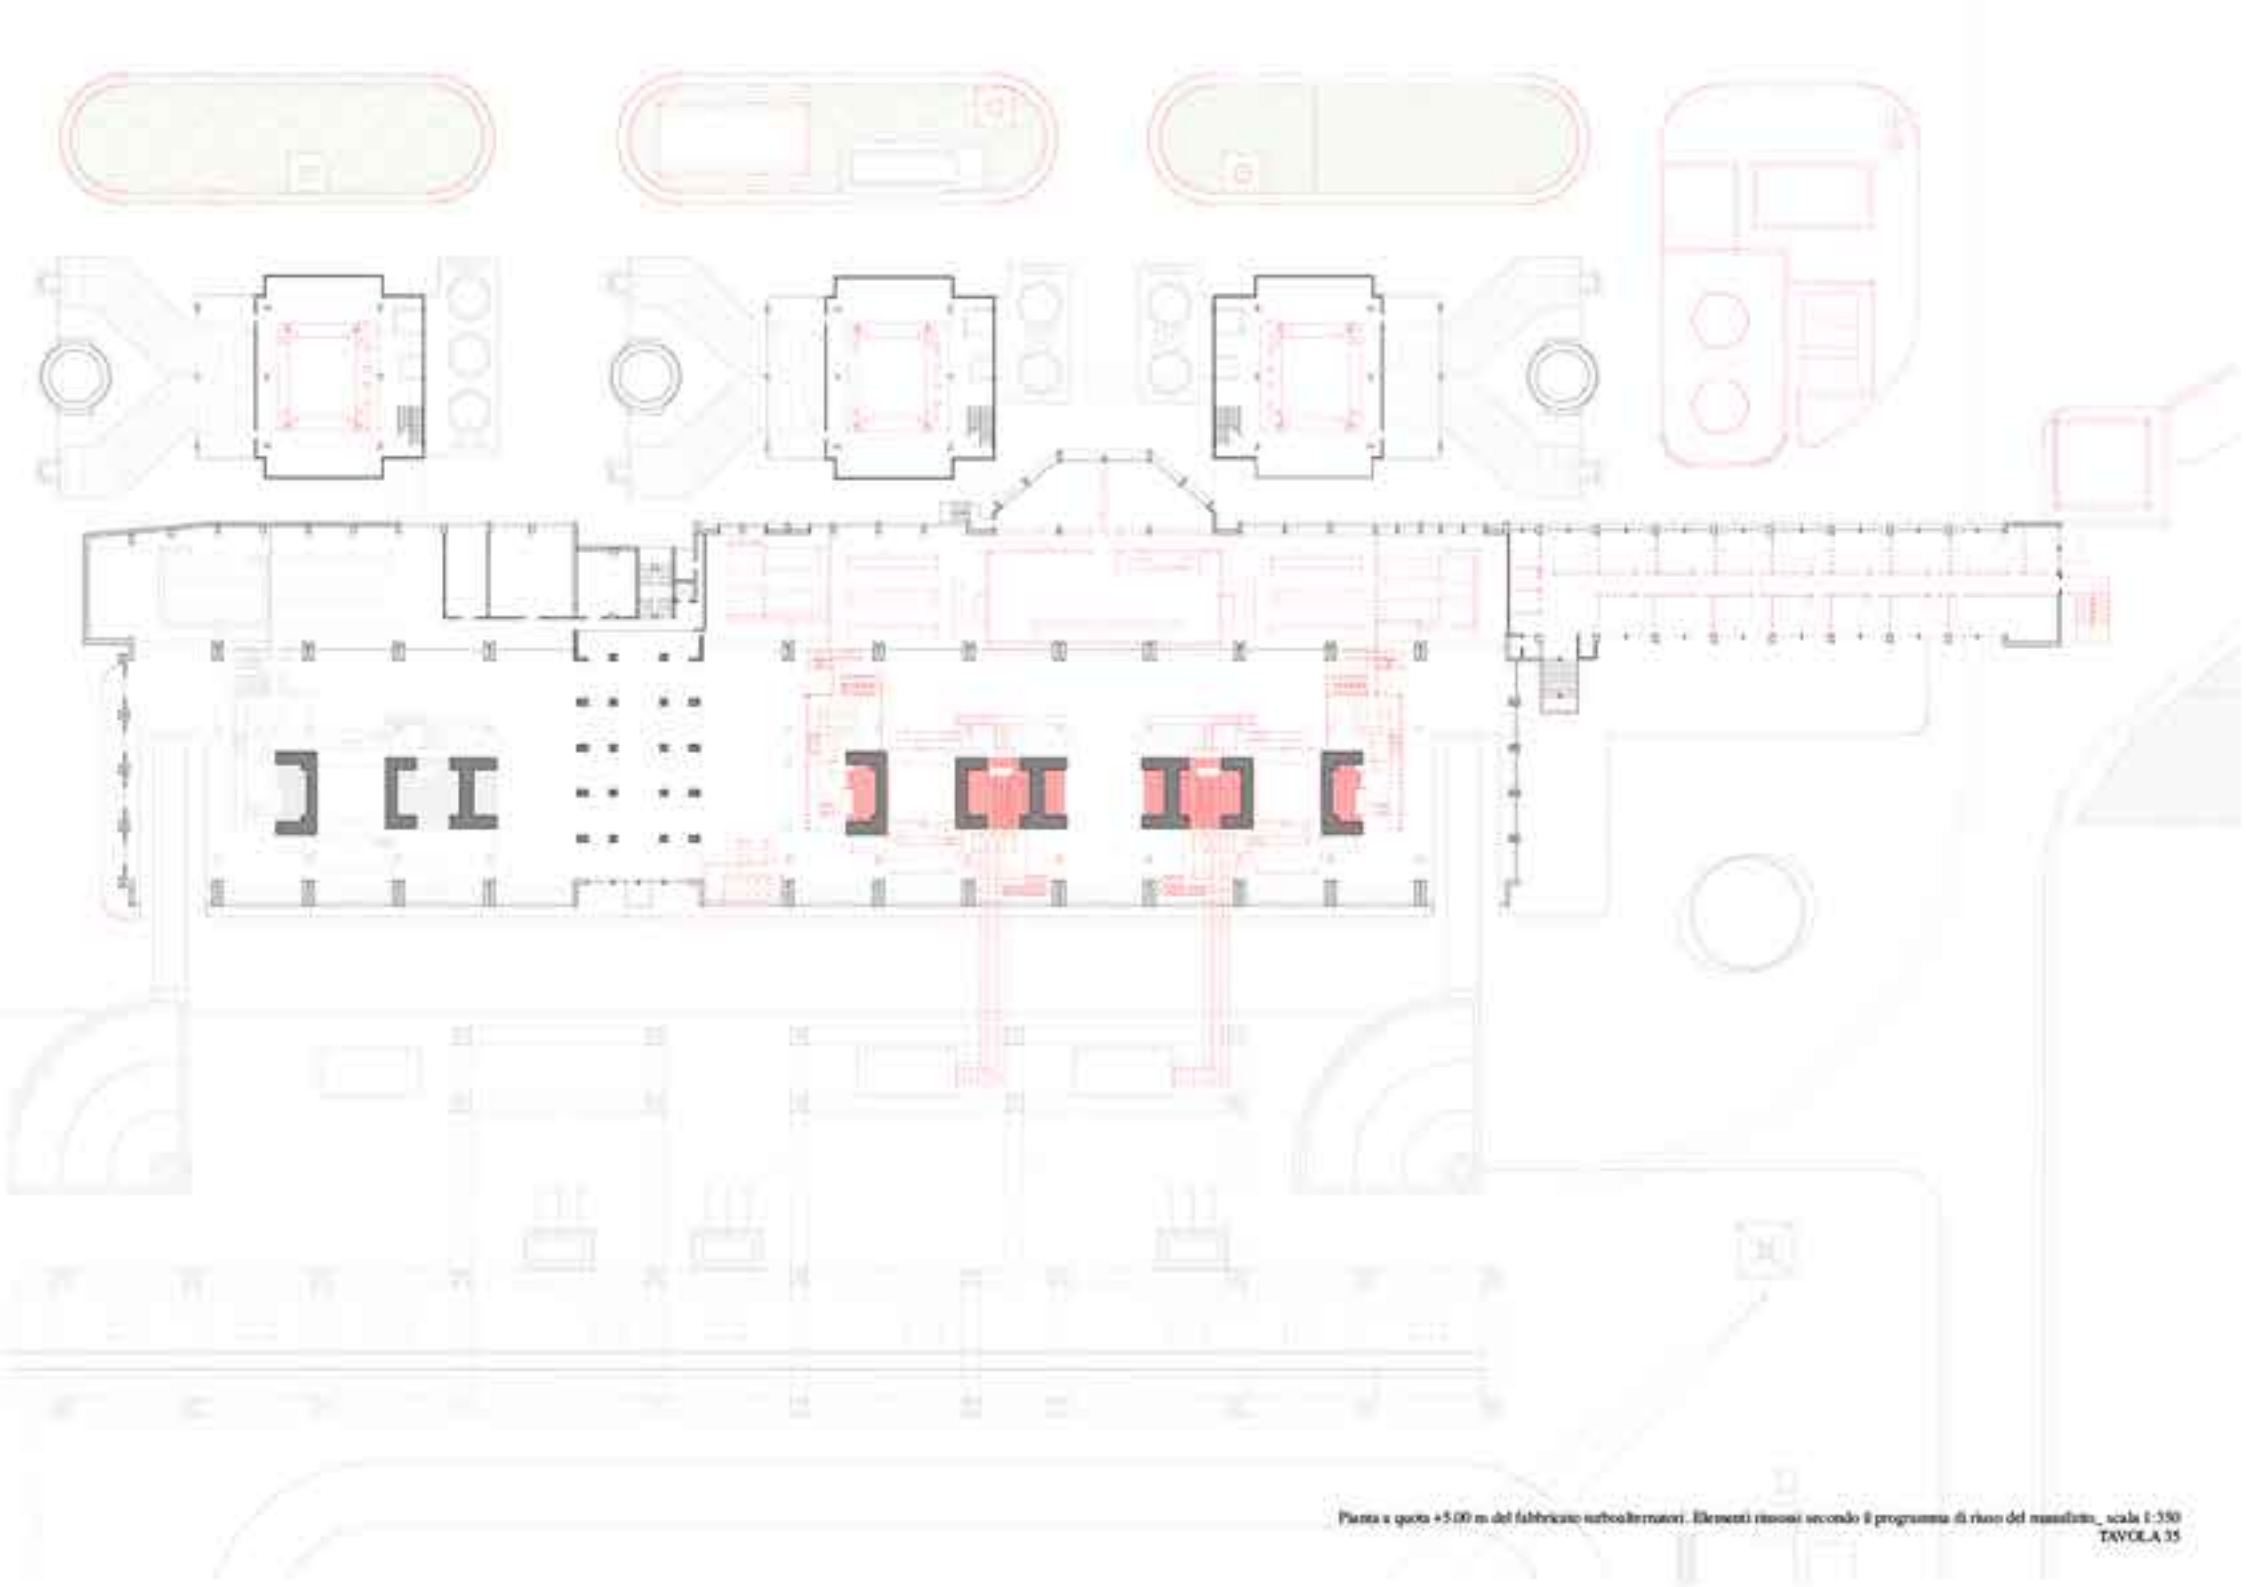 Pianta a quota +5.00 m del fabbricato turboalternatori. Elementi rimossi secondo il programma di riuso del manufatto_ scala 1:350
TAVOLA 35